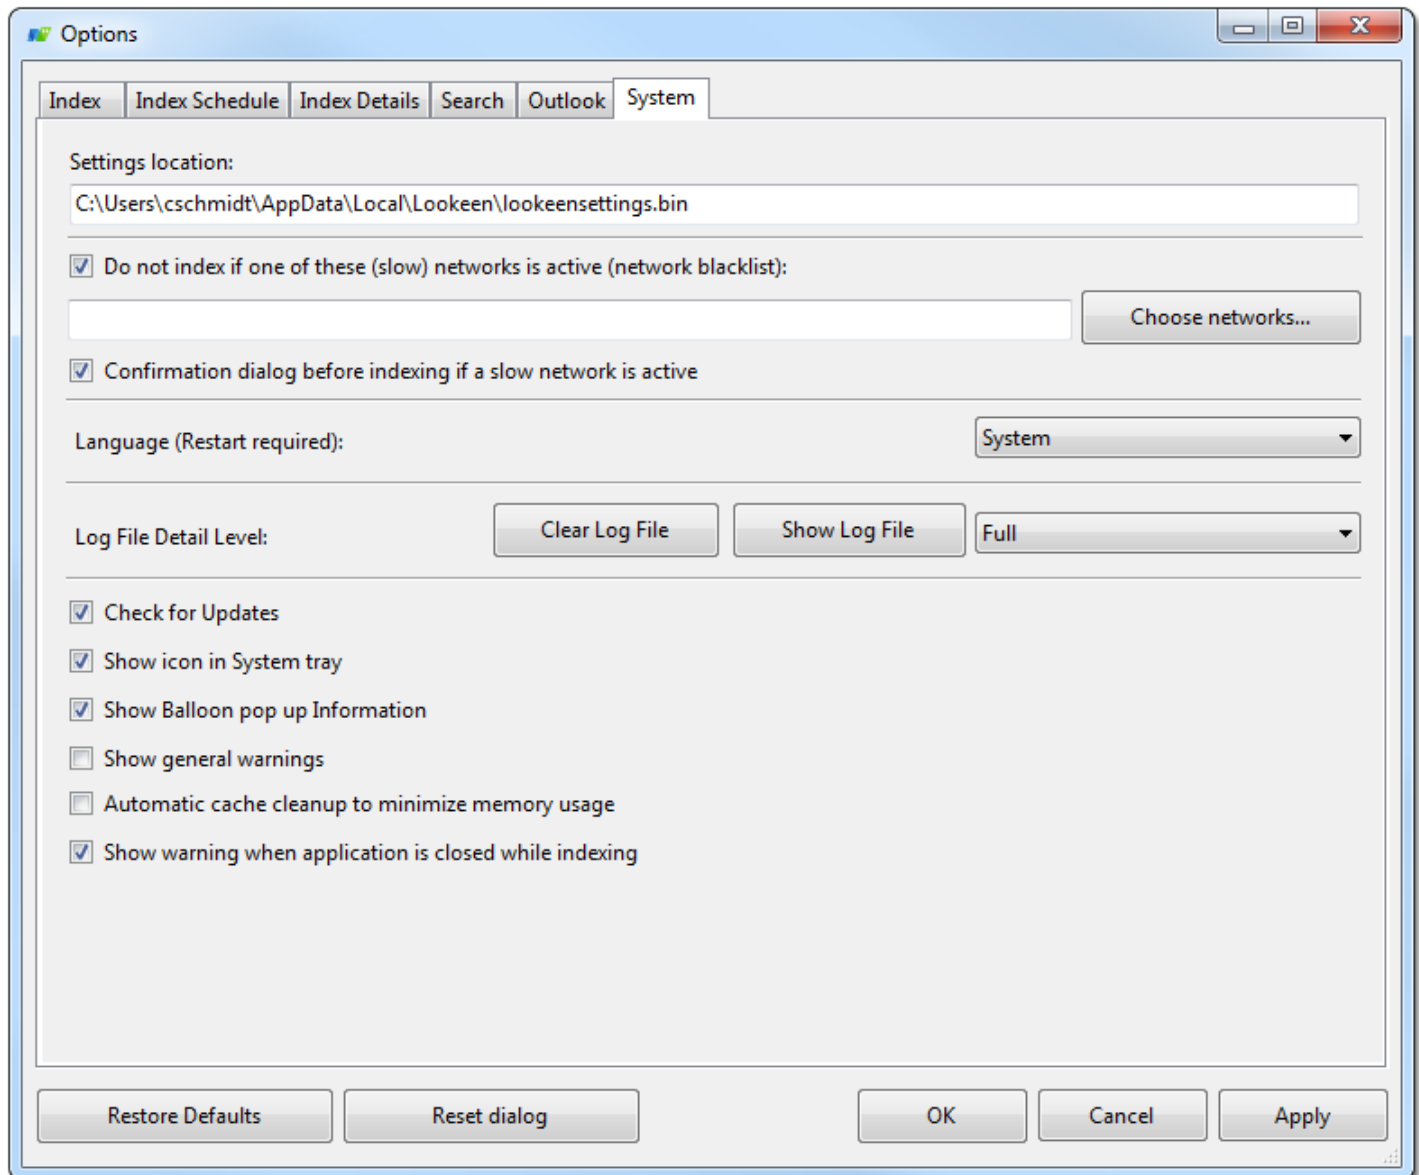 Options
Index Index Schedule Index Details Search Outlook System
Settings location:
C:\Users\cschmidt\AppData\Local\Lookeen\lookeensettings.bin
Do not index if one of these (slow) networks is active (network blacklist):
Choose networks...
Confirmation dialog before indexing if a slow network is active
Language (Restart required): System
Log File Detail Level: Clear Log File Show Log File Full
Check for Updates
Show icon in System tray
Show Balloon pop up Information
Show general warnings
Automatic cache cleanup to minimize memory usage
Show warning when application is closed while indexing
Restore Defaults Reset dialog OK Cancel Apply